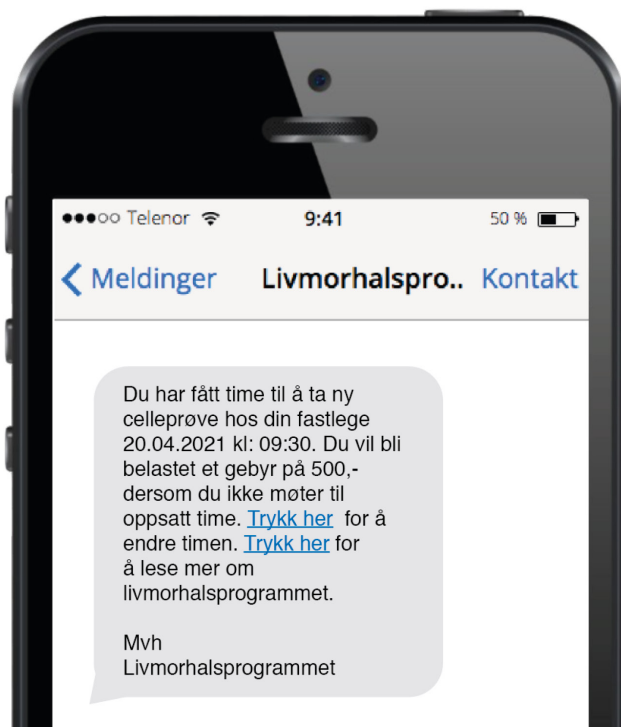 Telenor 9:41 50 %
Meldinger Livmorhalspro.. Kontakt
Du har fått time til å ta ny
celleprøve hos din fastlege
20.04.2021 kl: 09:30. Du vil bli
belastet et gebyr på 500,-
dersom du ikke møter til
oppsatt time. Trykk her for å
endre timen. Trykk her for
å lese mer om
livmorhalsprogrammet.
Mvh
Livmorhalsprogrammet